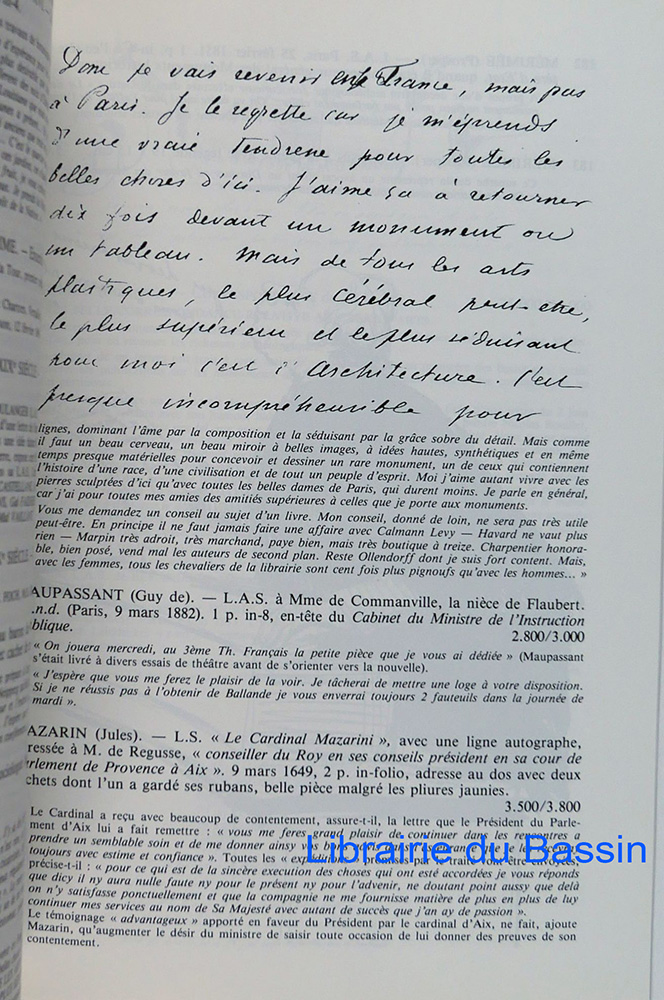 Donc je vais revenir en France, mais pas
à Paris. Je le regrette car je m'éprends
d'une vraie tendresse pour toutes les
belles choses d'ici. J'aime ça à retourner
dix fois devant un monument ou
un tableau. Mais de tous les arts
plastiques, le plus cérébral peut-être,
le plus supérieur et le plus séduisant
pour moi c'est l'Architecture. C'est
presque incompréhensible pour
lignes, dominant l'âme par la composition et la séduisant par la grâce sobre du détail. Mais comme
il faut un beau cerveau, un beau miroir à belles images, à idées hautes, synthétiques et en même
temps presque matérielles pour concevoir et dessiner un rare monument, un de ceux qui contiennent
l'histoire d'une race, d'une civilisation et de tout un peuple d'esprit. Moi j'aime autant vivre avec les
pierres sculptées d'ici qu'avec toutes les belles dames de Paris, qui durent moins. Je parle en général,
car j'ai pour toutes mes amies des amitiés supérieures à celles que je porte aux monuments.
Vous me demandez un conseil au sujet d'un livre. Mon conseil, donné de loin, ne sera pas très utile
peut-être. En principe il ne faut jamais faire une affaire avec Calmann Levy — Havard ne vaut plus
rien — Marpin très adroit, très marchand, paye bien, mais très boutique à treize. Charpentier honora-
ble, bien posé, vend mal les auteurs de second plan. Reste Ollendorff dont je suis fort content. Mais,
avec les femmes, tous les chevaliers de la librairie sont cent fois plus pignoufs qu'avec les hommes... »
AUPASSANT (Guy de). — L.A.S. à Mme de Commanville, la nièce de Flaubert.
.n.d. (Paris, 9 mars 1882). 1 p. in-8, en-tête du Cabinet du Ministre de l'Instruction
blique.
2.800/3.000
« On jouera mercredi, au 3ème Th. Français la petite pièce que je vous ai dédiée » (Maupassant
s'était livré à divers essais de théâtre avant de s'orienter vers la nouvelle).
« J'espère que vous me ferez le plaisir de la voir. Je tâcherai de mettre une loge à votre disposition.
Si je ne réussis pas à l'obtenir de Ballande je vous enverrai toujours 2 fauteuils dans la journée de
mardi ».
AZARIN (Jules). — L.S. « Le Cardinal Mazarini », avec une ligne autographe,
ressée à M. de Regusse, « conseiller du Roy en ses conseils président en sa cour de
rlement de Provence à Aix ». 9 mars 1649, 2 p. in-folio, adresse au dos avec deux
chets dont l'un a gardé ses rubans, belle pièce malgré les pliures jaunies.
3.500/3.800
Le Cardinal a reçu avec beaucoup de contentement, assure-t-il, la lettre que le Président du Parle-
ment d'Aix lui a fait remettre : « vous me feres grand plaisir de continuer dans les rencontres a
prendre un semblable soin et de me donner ainsy
toujours avec estime et confiance ». Toutes les « expéditions » promises par contrat vont être envoyées,
précise-t-il : « pour ce qui est de la sincère execution des choses qui ont esté accordées je vous réponds
que dicy il ny aura nulle faute ny pour le présent ny pour l'advenir, ne doutant point aussy que delà
on n'y satisfasse ponctuellement et que la compagnie ne me fournisse matière de plus en plus de luy
continuer mes services au nom de Sa Majesté avec autant de succès que j'an ay de passion ».
Le témoignage « advantageux » apporté en faveur du Président par le cardinal d'Aix, ne fait, ajoute
Mazarin, qu'augmenter le désir du ministre de saisir toute occasion de lui donner des preuves de son
contentement.
Librairie du Bassin